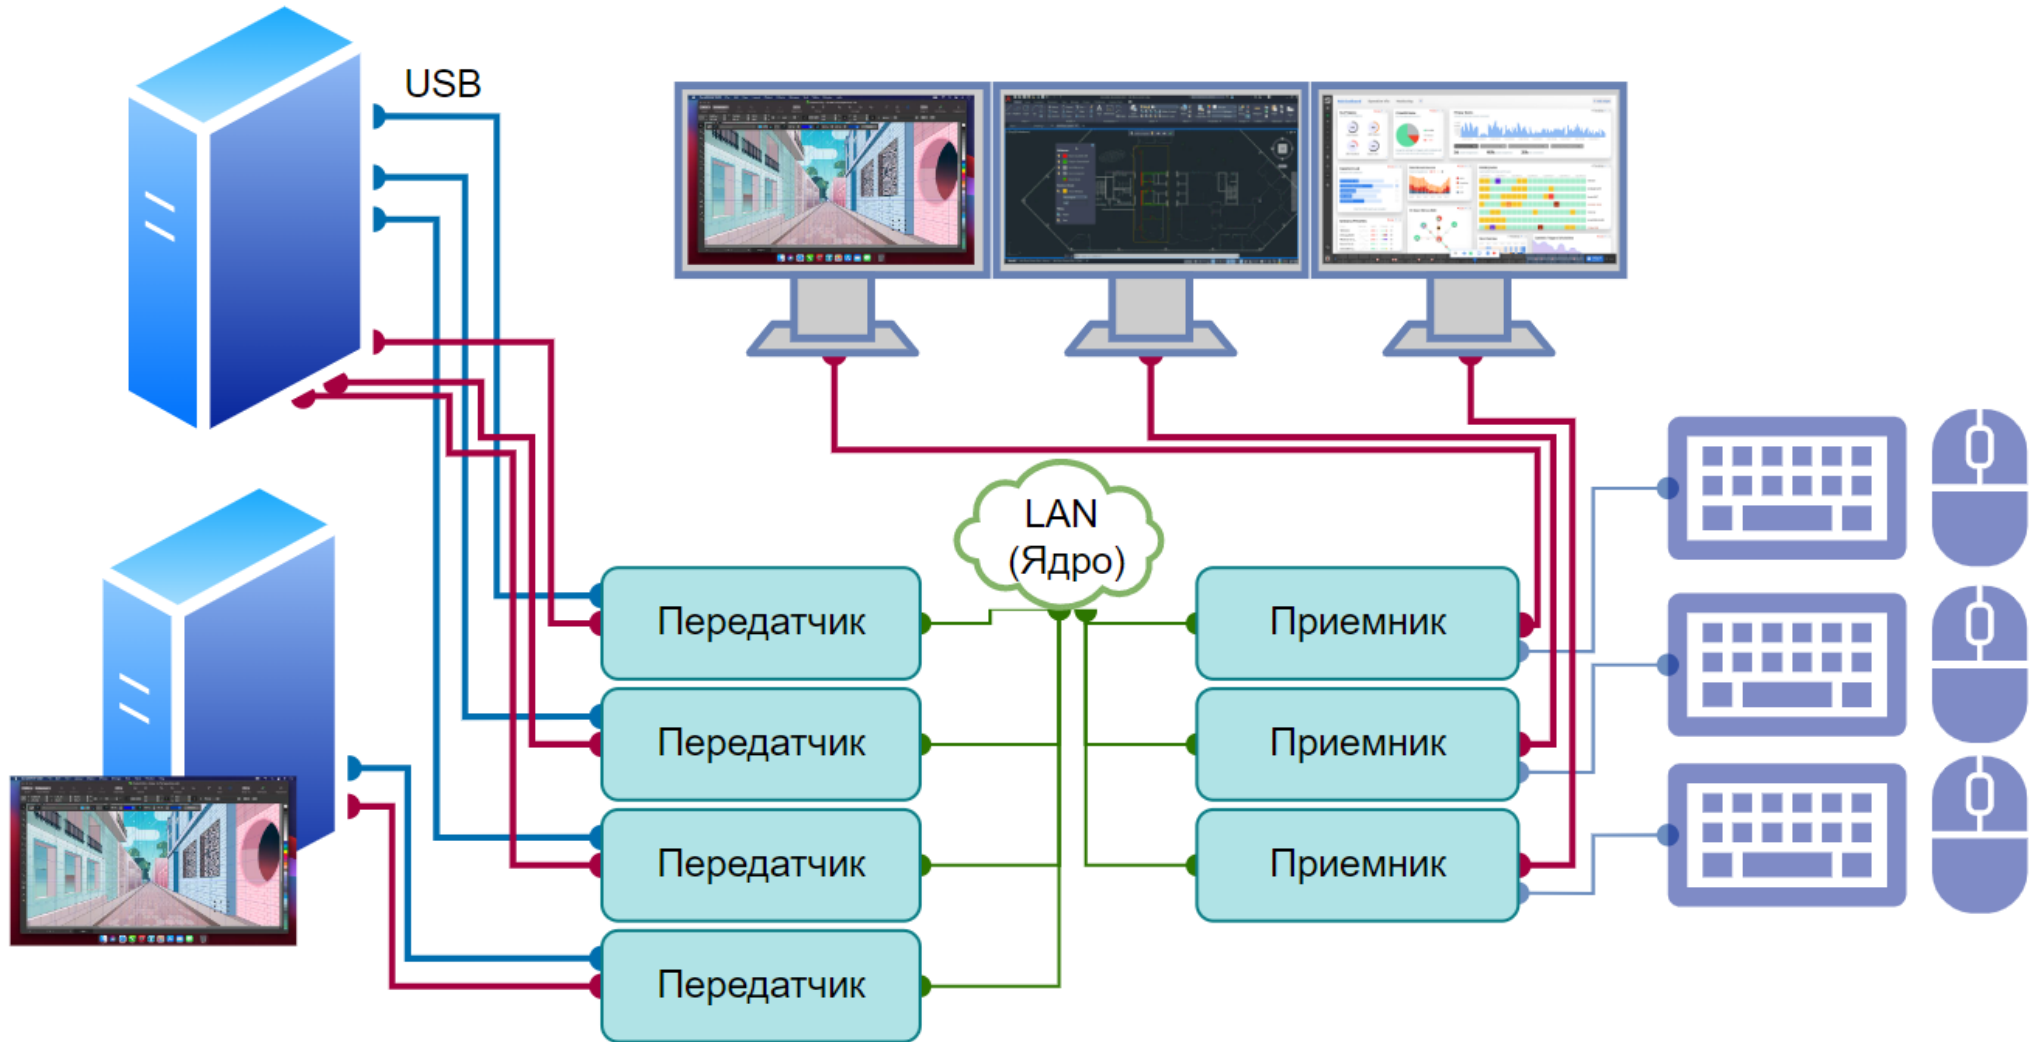 USB
LAN
(Ядро)
Передатчик
Приемник
Передатчик
Приемник
Передатчик
Приемник
Передатчик